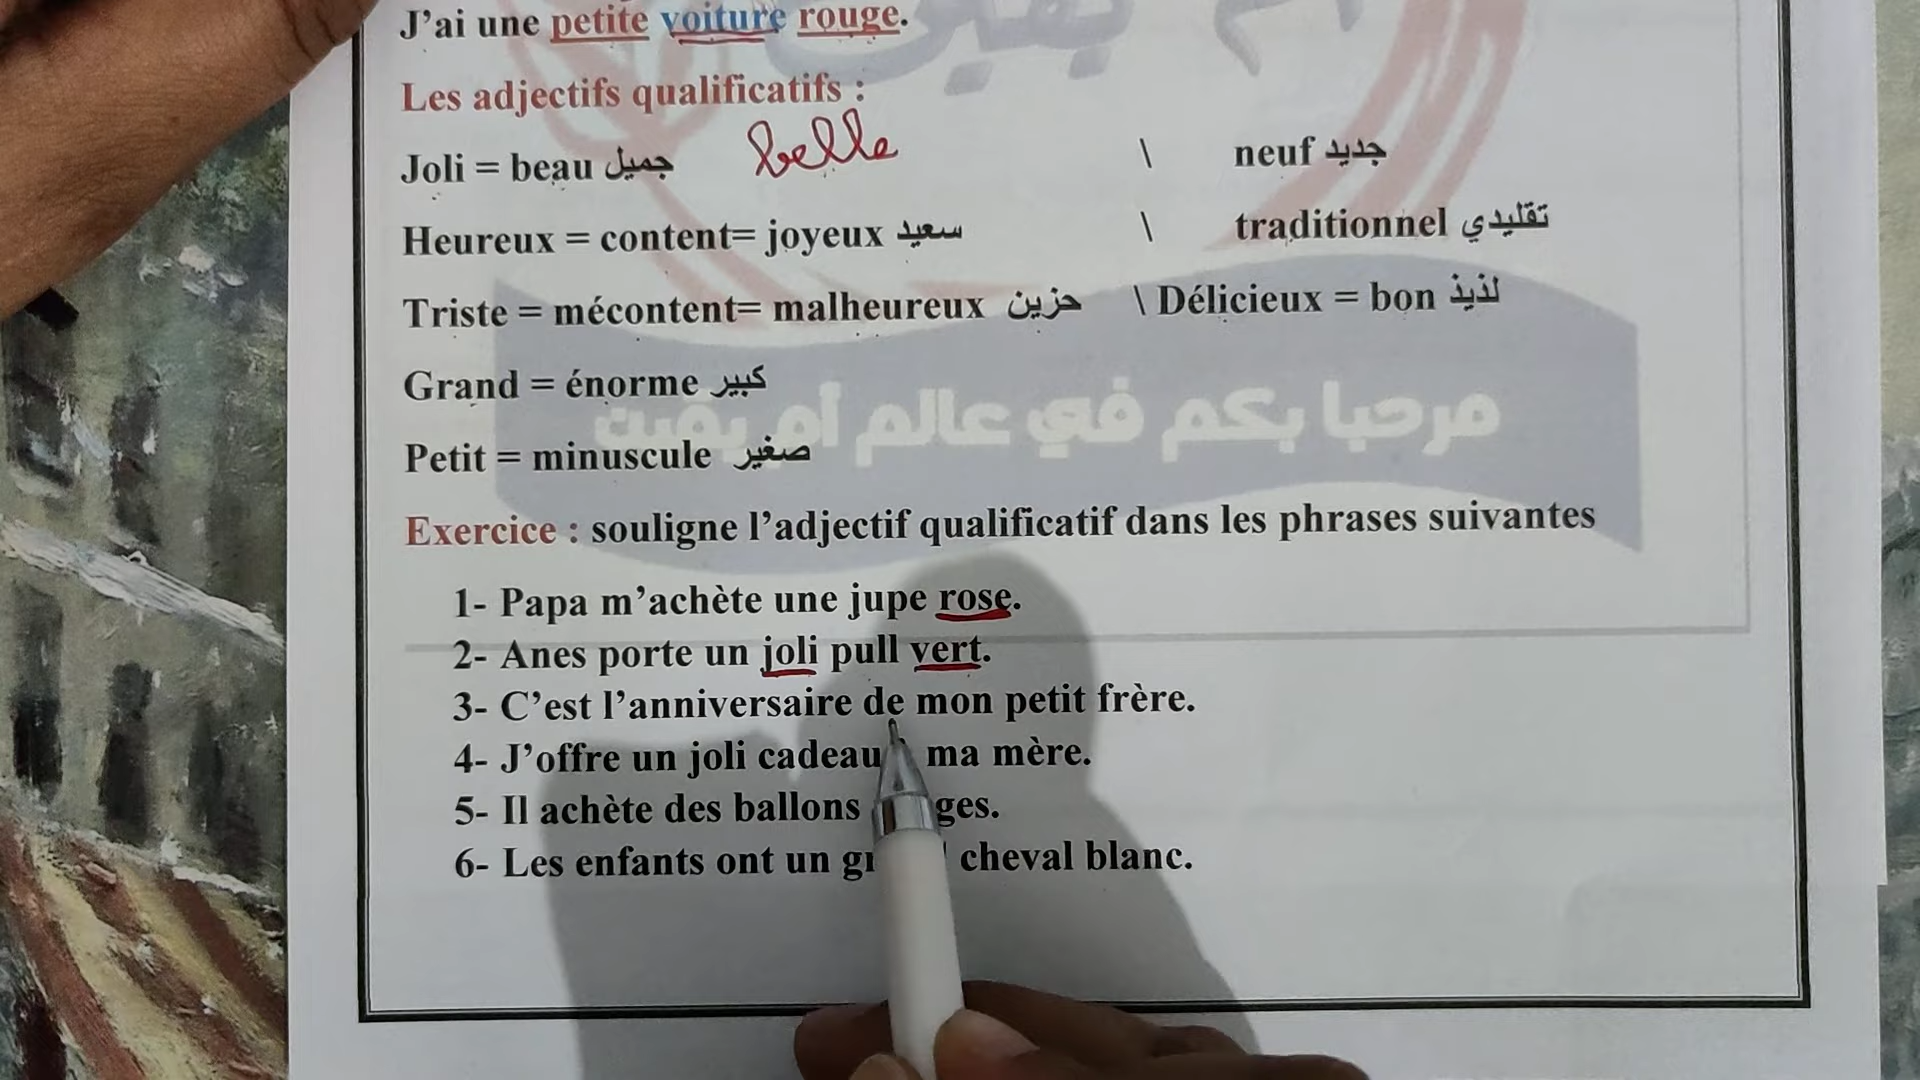 J’ai une petite voiture rouge.
Les adjectifs qualificatifs :
Joli = beau جميل belle \ neuf جديد
Heureux = content= joyeux سعيد \ traditionnel تقليدي
Triste = mécontent= malheureux حزين \ Délicieux = bon لذيذ
Grand = énorme كبير
مرحبا بكم في عالم أم يقين
Petit = minuscule صغير
Exercice : souligne l’adjectif qualificatif dans les phrases suivantes
1- Papa m’achète une jupe rose.
2- Anes porte un joli pull vert.
3- C’est l’anniversaire de mon petit frère.
4- J’offre un joli cadeau ma mère.
5- Il achète des ballons ges.
6- Les enfants ont un gr cheval blanc.